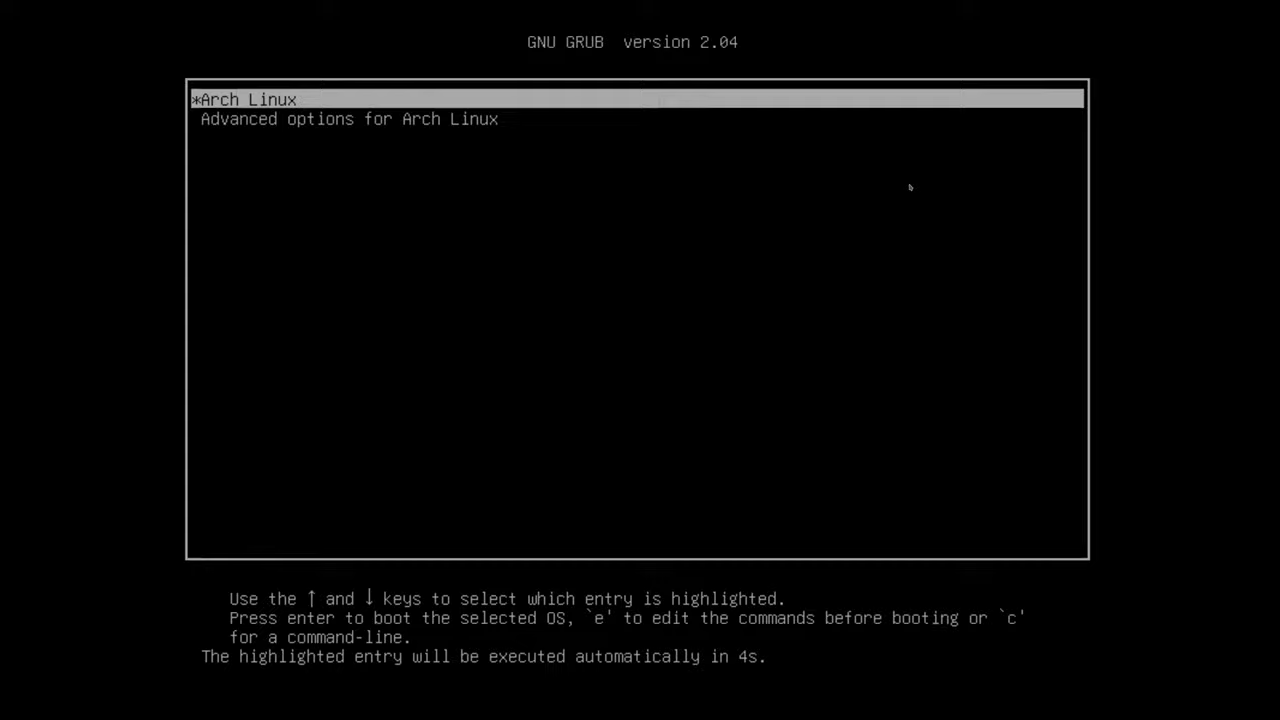 GNU GRUB  version 2.04
*Arch Linux
Advanced options for Arch Linux
Use the ↑ and ↓ keys to select which entry is highlighted.
Press enter to boot the selected OS, `e' to edit the commands before booting or `c'
for a command-line.
The highlighted entry will be executed automatically in 4s.